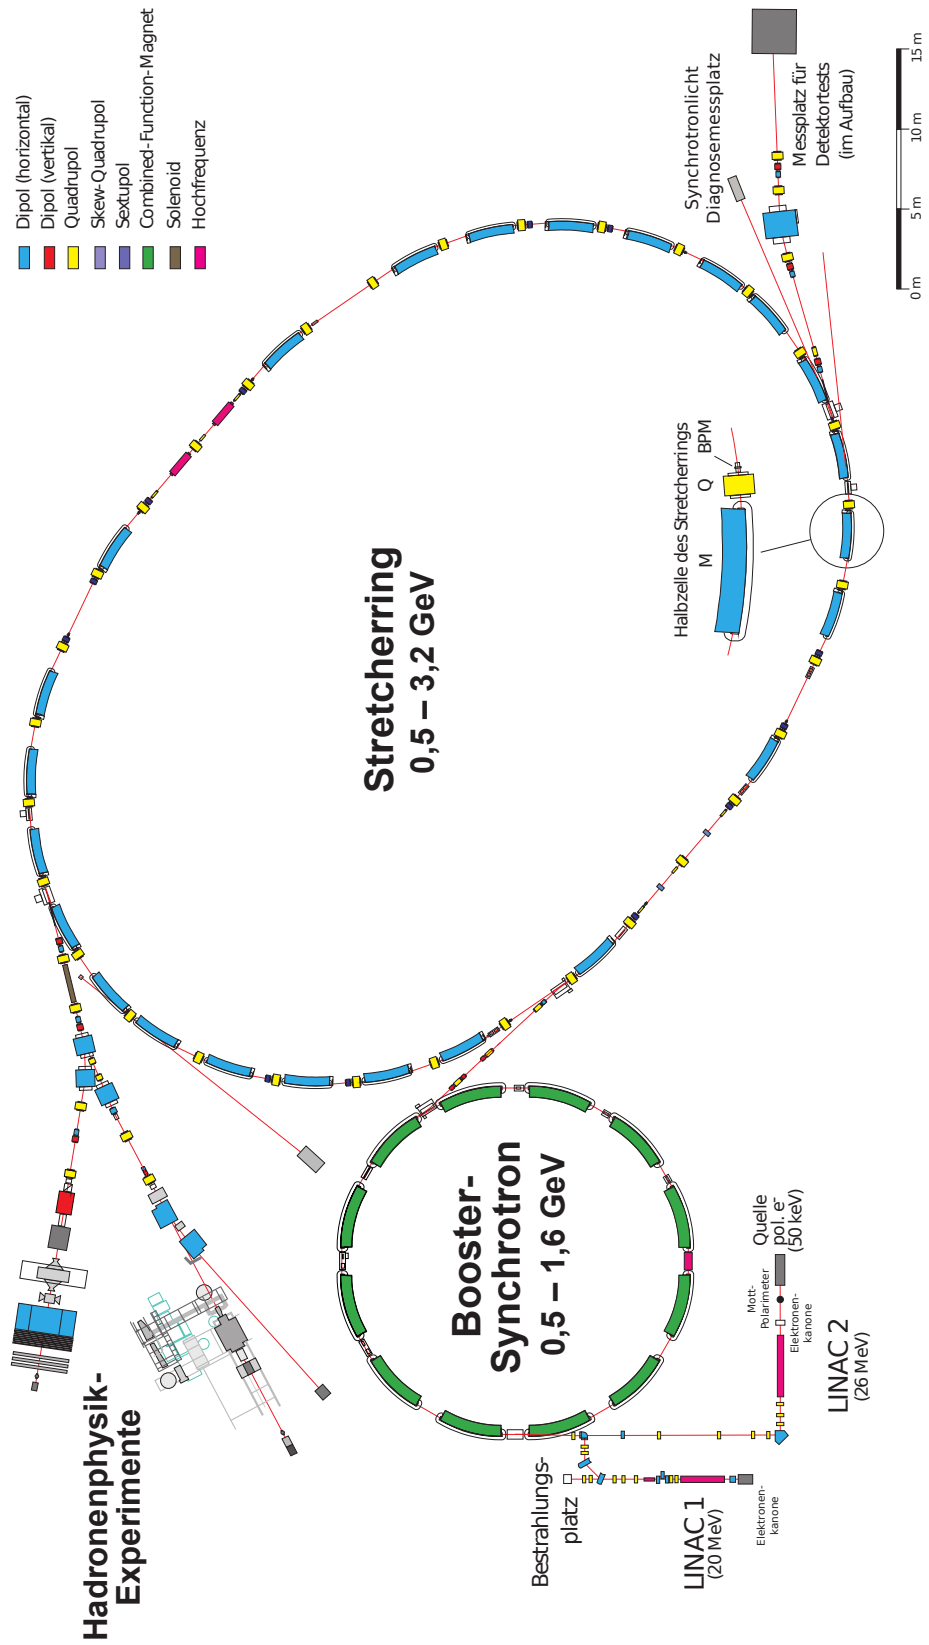 Dipol (horizontal)
Dipol (vertikal)
Quadrupol
Skew-Quadrupol
Sextupol
Combined-Function-Magnet
Solenoid
Hochfrequenz
Synchrotronlicht
Diagnosemessplatz
Messplatz für
Detektortests
(im Aufbau)
0 m
5 m
10 m
15 m
Halbzelle des Stretcherrings
M
Q
BPM
Stretcherring
0,5 – 3,2 GeV
Booster-
Synchrotron
0,5 – 1,6 GeV
Hadronenphysik-
Experimente
Bestrahlungs-
platz
LINAC 1
(20 MeV)
Elektronen-
kanone
LINAC 2
(26 MeV)
Elektronen-
kanone
Mott-
Polarimeter
Quelle
pol. e⁻
(50 keV)